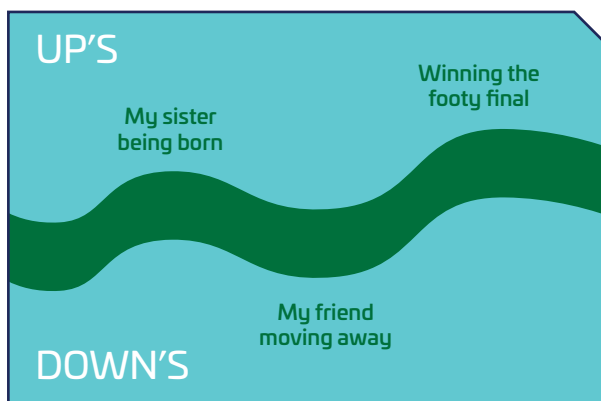 UP'S
Winning the
footy final
My sister
being born
My friend
moving away
DOWN'S